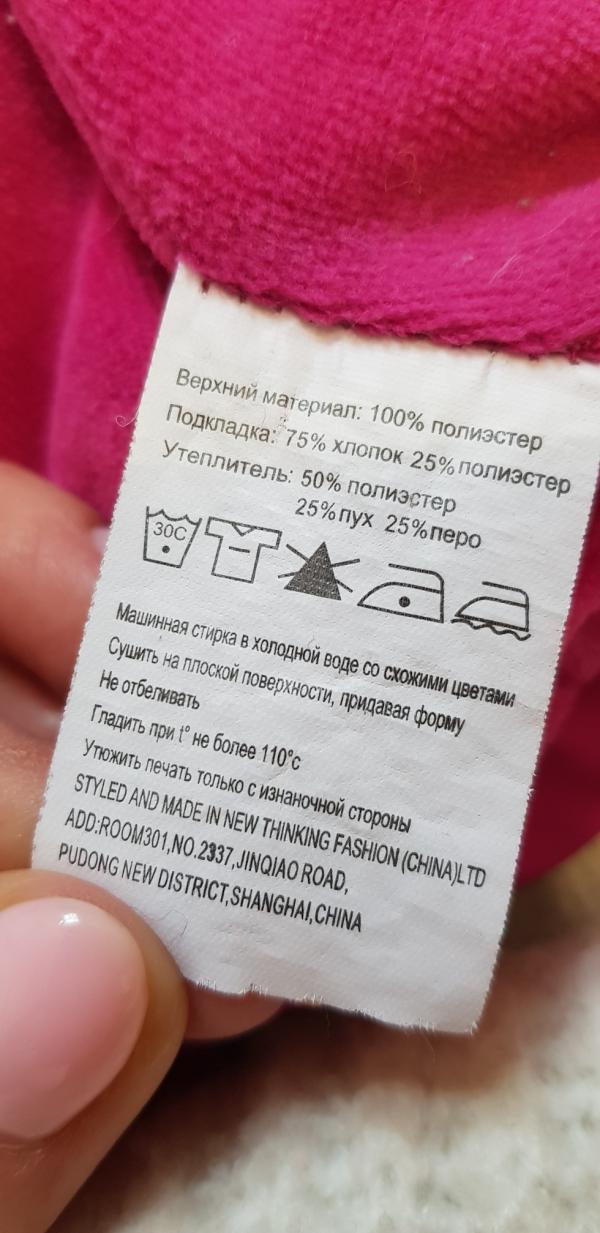 Верхний материал: 100% полиэстер
Подкладка: 75% хлопок 25% полиэстер
Утеплитель: 50% полиэстер
25% пух 25% перо
30C
Машинная стирка в холодной воде со схожими цветами
Сушить на плоской поверхности, придавая форму
Не отбеливать
Гладить при t° не более 110°с
Утюжить печать только с изнаночной стороны
STYLED AND MADE IN NEW THINKING FASHION (CHINA)LTD
ADD:ROOM301,NO.2337,JINQIAO ROAD,
PUDONG NEW DISTRICT,SHANGHAI,CHINA